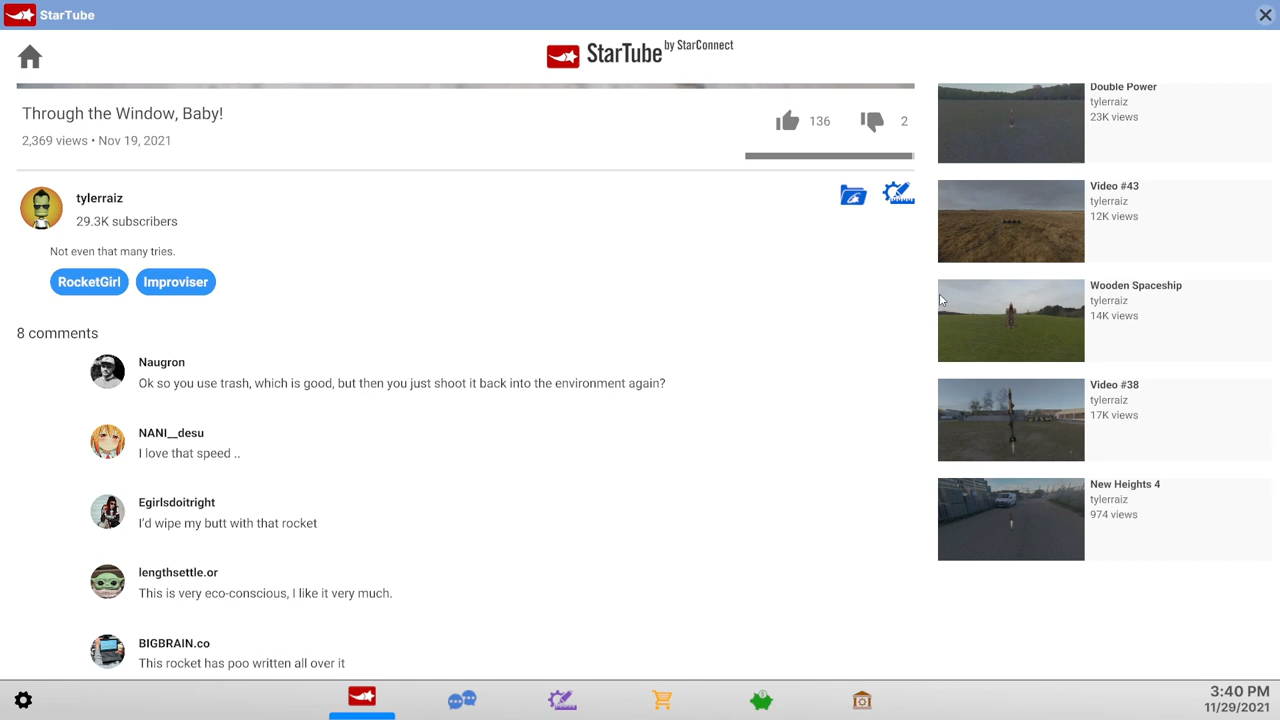 StarTube
StarTube by StarConnect
Through the Window, Baby!
136
2
2,369 views • Nov 19, 2021
tylerraiz
29.3K subscribers
Not even that many tries.
RocketGirl
Improviser
8 comments
Naugron
Ok so you use trash, which is good, but then you just shoot it back into the environment again?
NANI__desu
I love that speed ..
Egirlsdoitright
I'd wipe my butt with that rocket
lengthsettle.or
This is very eco-conscious, I like it very much.
BIGBRAIN.co
This rocket has poo written all over it
Double Power
tylerraiz
23K views
Video #43
tylerraiz
12K views
Wooden Spaceship
tylerraiz
14K views
Video #38
tylerraiz
17K views
New Heights 4
tylerraiz
974 views
3:40 PM
11/29/2021